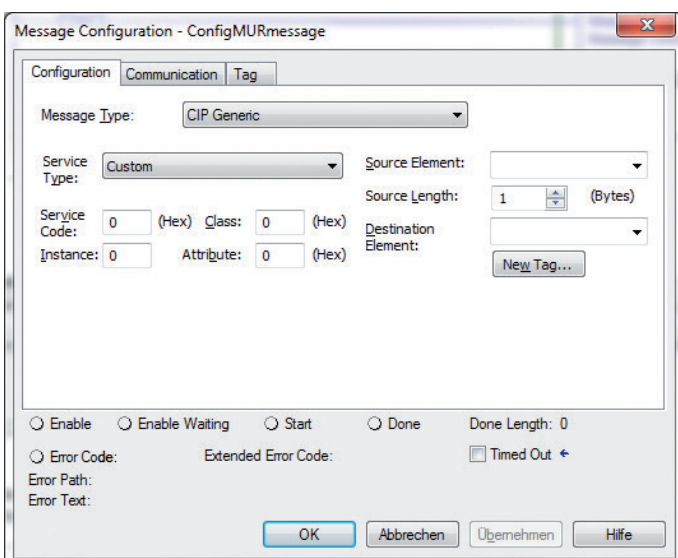 Message Configuration - ConfigMURmessage
Configuration Communication Tag
Message Type: CIP Generic
Service Type: Custom
Source Element:
Source Length: 1 (Bytes)
Service Code: 0 (Hex) Class: 0 (Hex)
Destination Element:
Instance: 0 Attribute: 0 (Hex)
New Tag...
Enable Enable Waiting Start Done Done Length: 0
Error Code: Extended Error Code: Timed Out
Error Path:
Error Text:
OK Abbrechen Übernehmen Hilfe